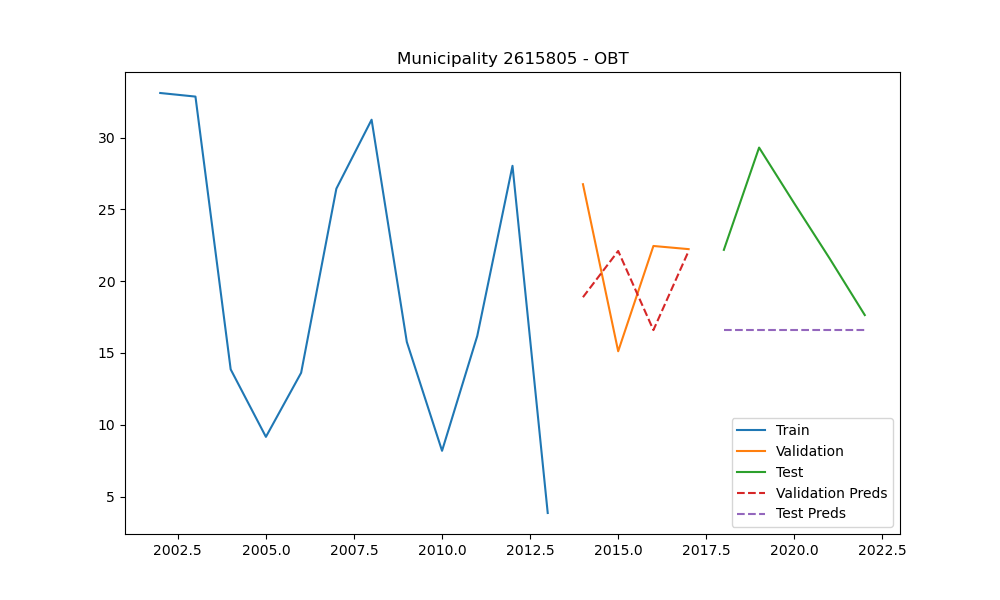 Municipality 2615805 - OBT
30
25
20
15
10
5
2002.5 2005.0 2007.5 2010.0 2012.5 2015.0 2017.5 2020.0 2022.5
Train
Validation
Test
Validation Preds
Test Preds